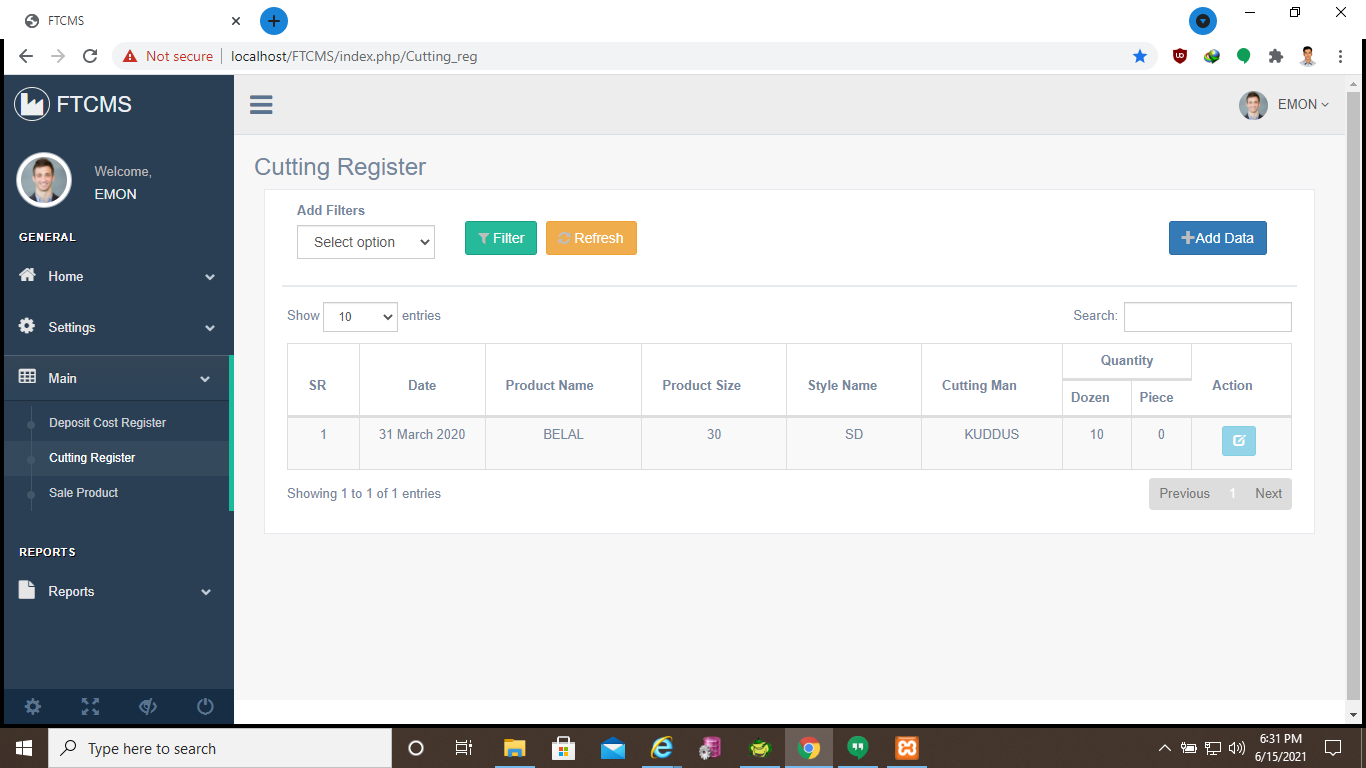 FTCMS
Not secure localhost/FTCMS/index.php/Cutting_reg
FTCMS
EMON
Welcome,
EMON
GENERAL
Home
Settings
Main
Deposit Cost Register
Cutting Register
Sale Product
REPORTS
Reports
Cutting Register
Add Filters
Select option Filter Refresh Add Data
Show 10 entries Search:
SR Date Product Name Product Size Style Name Cutting Man Quantity Action
Dozen Piece
1 31 March 2020 BELAL 30 SD KUDDUS 10 0
Showing 1 to 1 of 1 entries Previous 1 Next
Type here to search
6:31 PM
6/15/2021